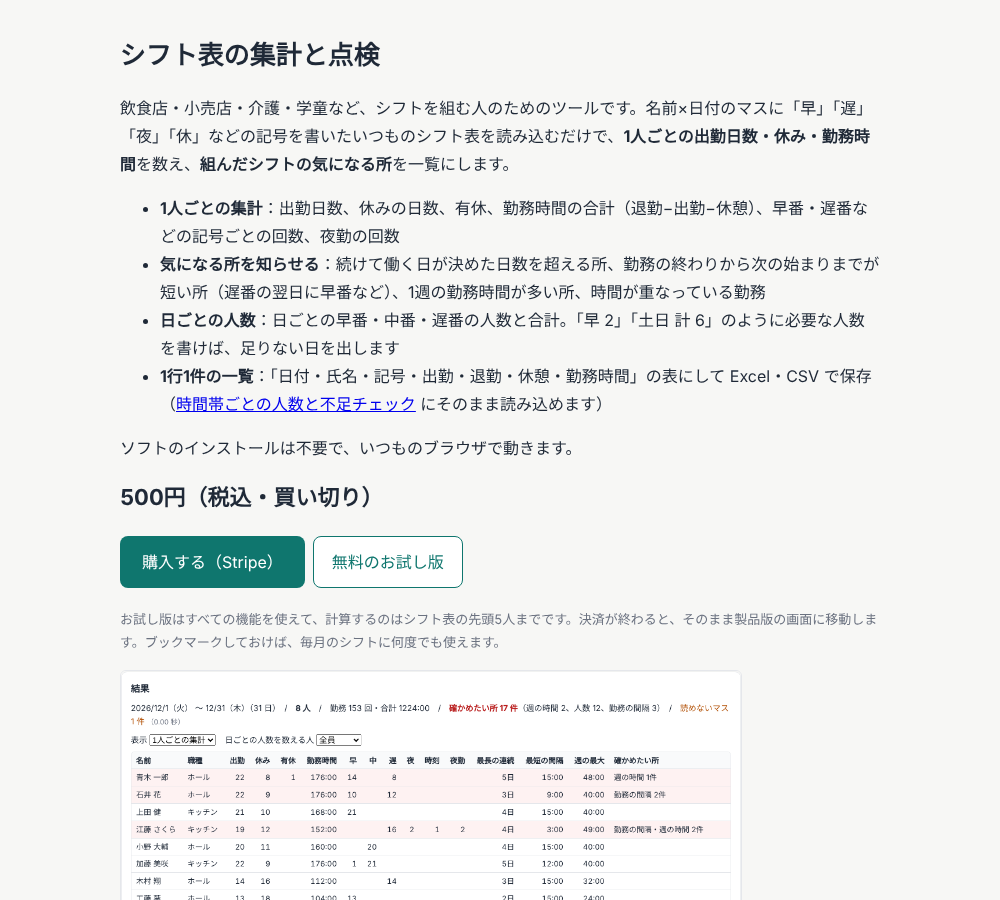 シフト表の集計と点検
飲食店・小売店・介護・学童など、シフトを組む人のためのツールです。名前×日付のマスに「早」「遅」
「夜」「休」などの記号を書いたいつものシフト表を読み込むだけで、1人ごとの出勤日数・休み・勤務時
間を数え、組んだシフトの気になる所を一覧にします。
• 1人ごとの集計：出勤日数、休みの日数、有休、勤務時間の合計（退勤−出勤−休憩）、早番・遅番な
どの記号ごとの回数、夜勤の回数
• 気になる所を知らせる：続けて働く日が決めた日数を超える所、勤務の終わりから次の始まりまでが
短い所（遅番の翌日に早番など）、1週の勤務時間が多い所、時間が重なっている勤務
• 日ごとの人数：日ごとの早番・中番・遅番の人数と合計。「早 2」「土日 計 6」のように必要な人数
を書けば、足りない日を出します
• 1行1件の一覧：「日付・氏名・記号・出勤・退勤・休憩・勤務時間」の表にして Excel・CSV で保存
（時間帯ごとの人数と不足チェック にそのまま読み込めます）
ソフトのインストールは不要で、いつものブラウザで動きます。
500円（税込・買い切り）
購入する（Stripe） 無料のお試し版
お試し版はすべての機能を使えて、計算するのはシフト表の先頭5人までです。決済が終わると、そのまま製品版の画面に移動しま
す。ブックマークしておけば、毎月のシフトに何度でも使えます。
結果
2026/12/1（火） 〜 12/31（木）（31 日） / 8 人 / 勤務 153 回・合計 1224:00 / 確かめたい所 17 件（週の時間 2、人数 12、勤務の間隔 3） / 読めないマス
1 件 （0.00 秒）
表示 1人ごとの集計 日ごとの人数を数える人 全員
名前 職種 出勤 休み 有休 勤務時間 早 中 遅 夜 時刻 夜勤 最長の連続 最短の間隔 週の最大 確かめたい所
青木 一郎 ホール 22 8 1 176:00 14 8 5日 15:00 48:00 週の時間 1件
石井 花 ホール 22 9 176:00 10 12 3日 9:00 40:00 勤務の間隔 2件
上田 健 キッチン 21 10 168:00 21 4日 15:00 40:00
江藤 さくら キッチン 19 12 152:00 16 2 1 2 4日 3:00 49:00 勤務の間隔・週の時間 2件
小野 大輔 ホール 20 11 160:00 20 4日 15:00 40:00
加藤 美咲 キッチン 22 9 176:00 1 21 5日 12:00 40:00
木村 翔 ホール 14 16 112:00 14 3日 15:00 32:00
工藤 葵 ホール 13 18 104:00 13 2日 15:00 24:00